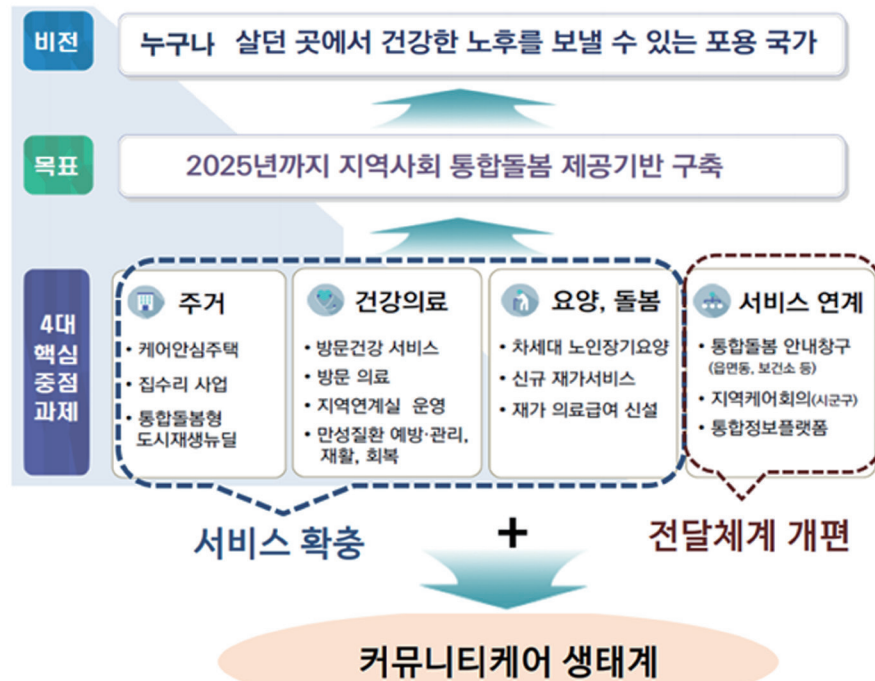 비전
누구나 살던 곳에서 건강한 노후를 보낼 수 있는 포용 국가
목표
2025년까지 지역사회 통합돌봄 제공기반 구축
4대
핵심
중점
과제
주거
• 케어안심주택
• 집수리 사업
• 통합돌봄형
도시재생뉴딜
건강의료
• 방문건강 서비스
• 방문 의료
• 지역연계실 운영
• 만성질환 예방·관리,
재활, 회복
요양, 돌봄
• 차세대 노인장기요양
• 신규 재가서비스
• 재가 의료급여 신설
서비스 연계
• 통합돌봄 안내창구
(읍면동, 보건소 등)
• 지역케어회의(시군구)
• 통합정보플랫폼
서비스 확충
+
전달체계 개편
커뮤니티케어 생태계